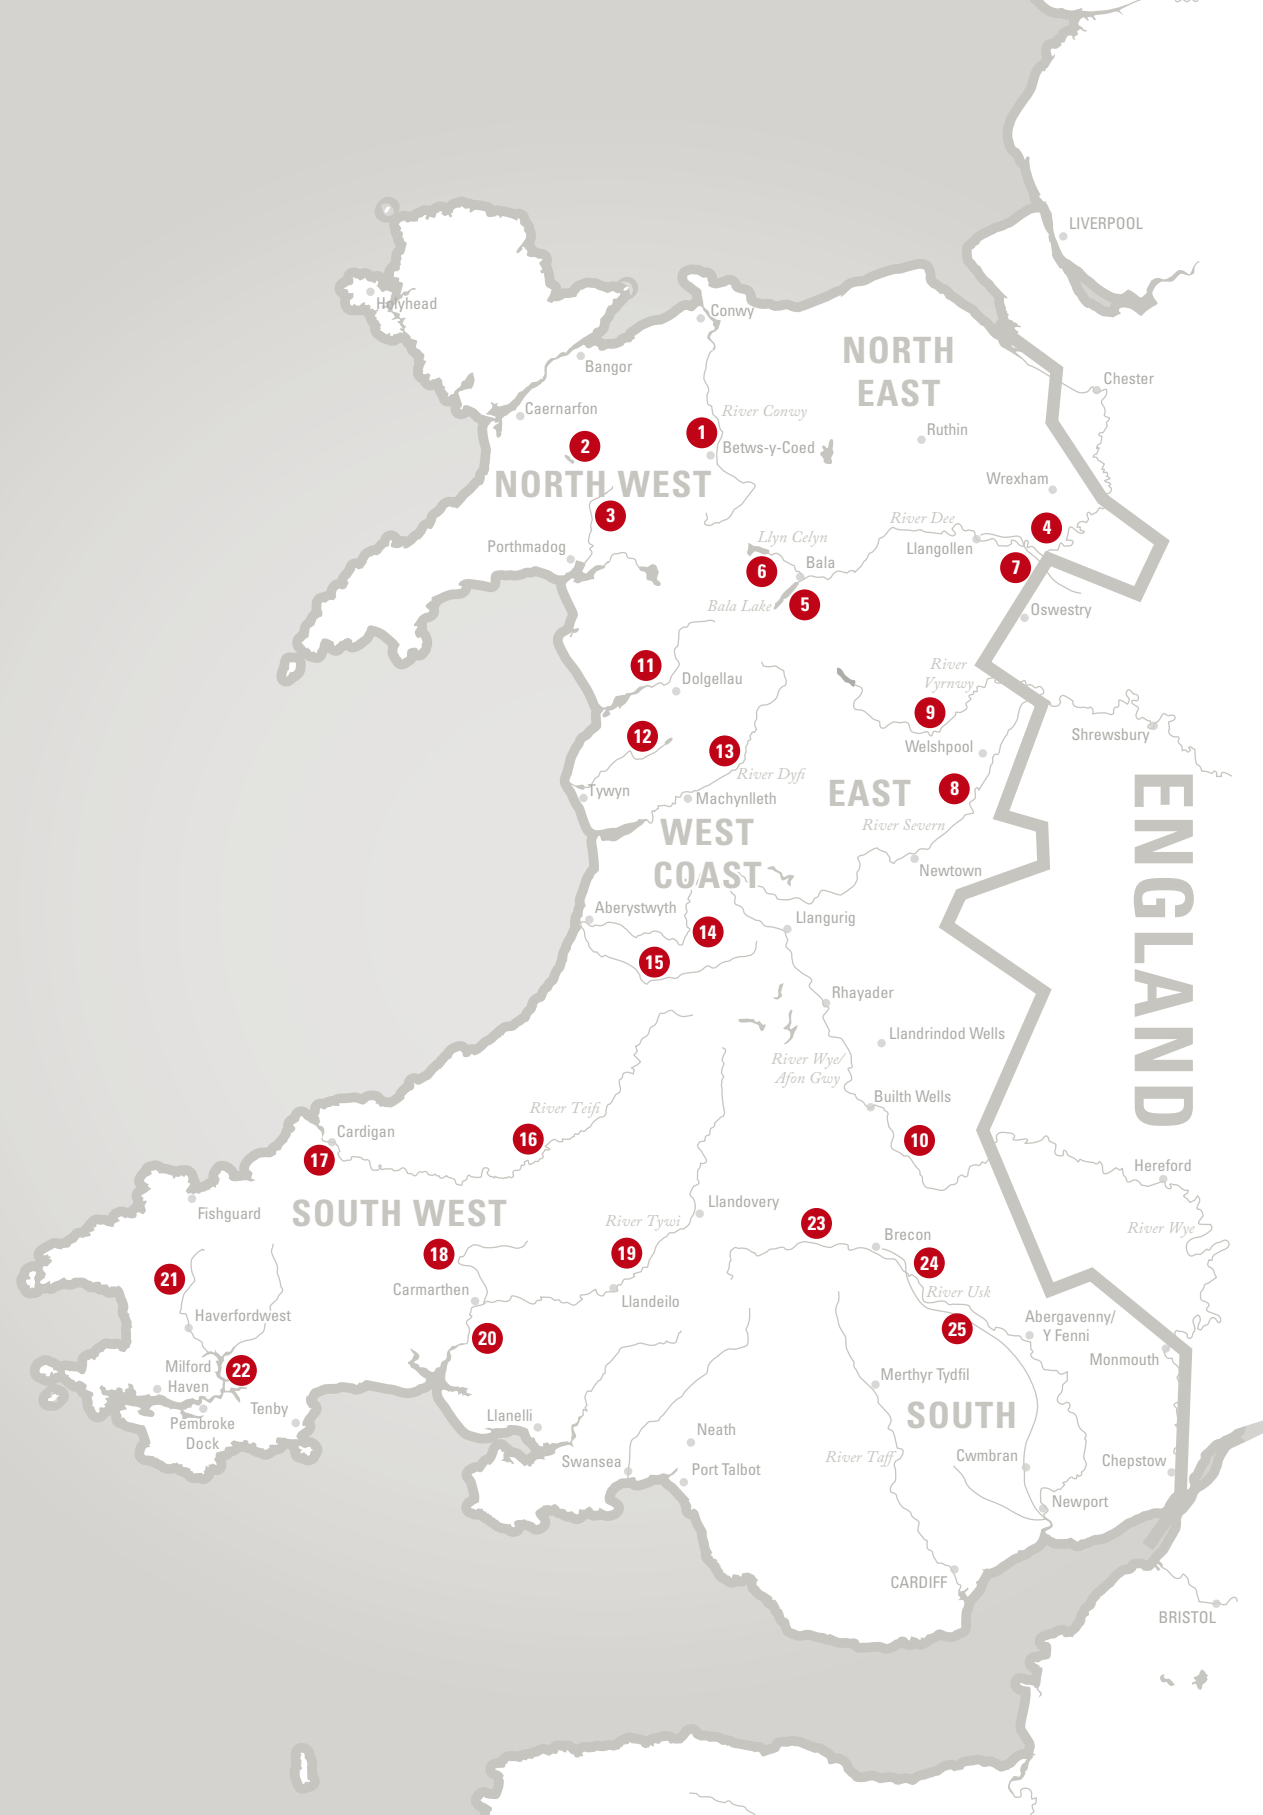 LIVERPOOL
Holyhead
Conwy
NORTH
EAST
Bangor
Chester
Caernarfon
River Conwy
Ruthin
1
2
Betws-y-Coed
NORTH WEST
Wrexham
3
River Dee
4
Llyn Celyn
Porthmadog
Llangollen
Bala
6
7
Bala Lake
5
Oswestry
11
River
Vyrnwy
Dolgellau
9
12
Shrewsbury
13
Welshpool
River Dyfi
Tywyn
Machynlleth
EAST
8
ENGLAND
WEST
COAST
River Severn
Newtown
Aberystwyth
Llangurig
14
15
Rhayader
Llandrindod Wells
River Wye/
Afon Gwy
Builth Wells
River Teifi
Cardigan
16
10
17
Hereford
Fishguard
SOUTH WEST
Llandovery
River Tywi
23
River Wye
Brecon
18
19
24
21
Carmarthen
River Usk
Llandeilo
Haverfordwest
Abergavenny/
Y Fenni
20
25
Monmouth
Milford
Haven
22
Merthyr Tydfil
Tenby
Llanelli
SOUTH
Pembroke
Dock
Neath
Swansea
River Taff
Cwmbran
Chepstow
Port Talbot
Newport
CARDIFF
BRISTOL